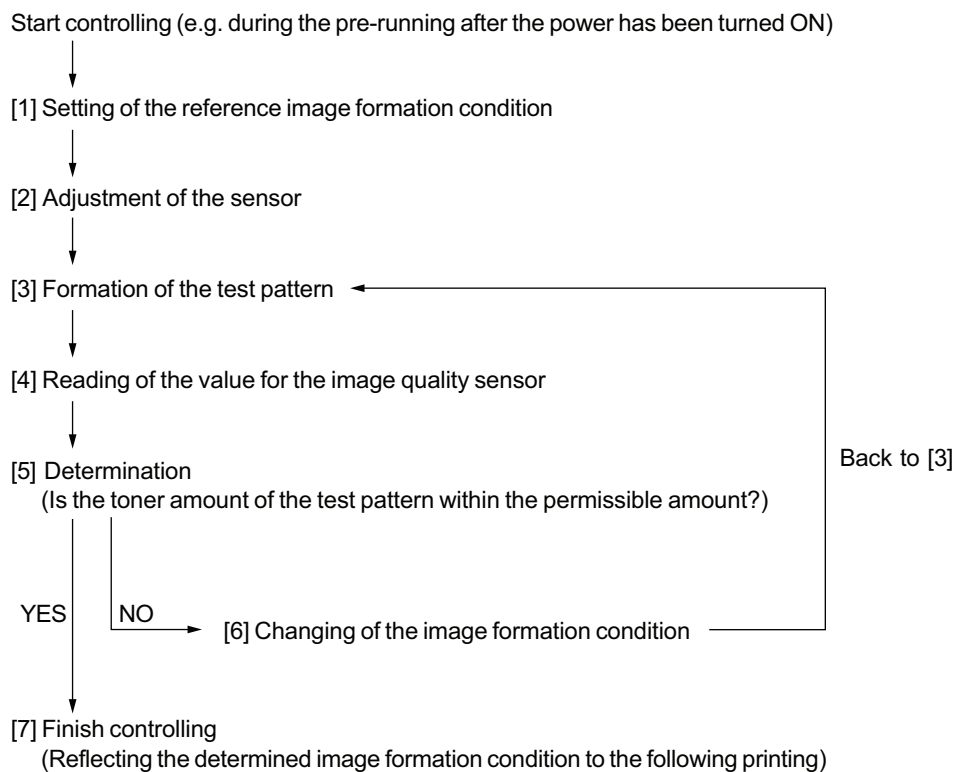 Start controlling (e.g. during the pre-running after the power has been turned ON)
[1] Setting of the reference image formation condition
[2] Adjustment of the sensor
[3] Formation of the test pattern
[4] Reading of the value for the image quality sensor
Back to [3]
[5] Determination
(Is the toner amount of the test pattern within the permissible amount?)
YES
NO
[6] Changing of the image formation condition
[7] Finish controlling
(Reflecting the determined image formation condition to the following printing)